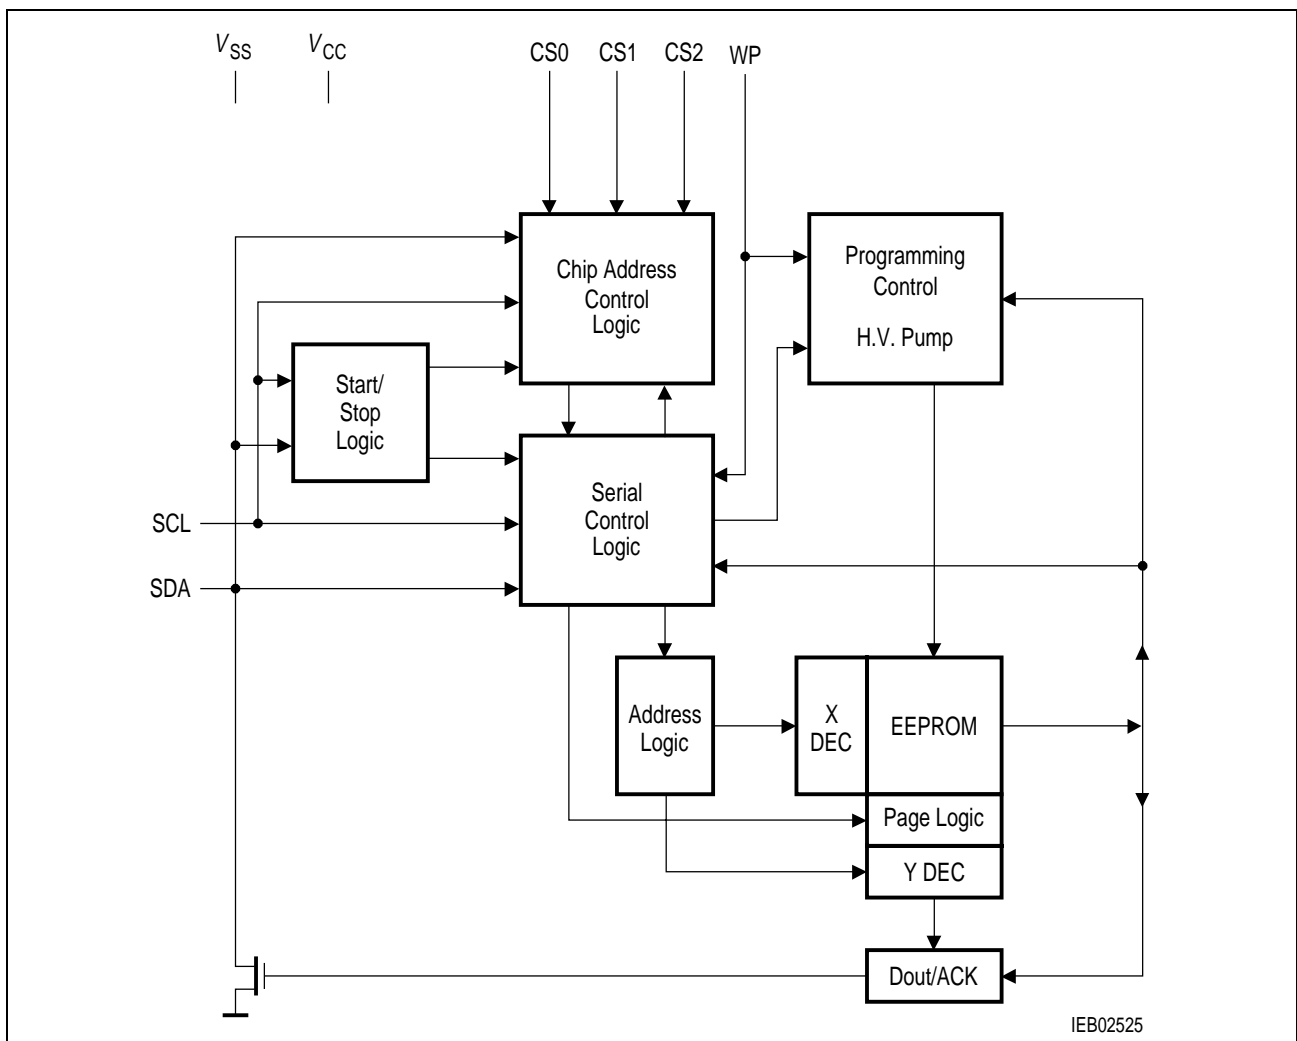 VSS VCC CS0 CS1 CS2 WP
Chip Address
Control
Logic
Programming
Control
H.V. Pump
Start/
Stop
Logic
Serial
Control
Logic
SCL
SDA
Address
Logic
X
DEC
EEPROM
Page Logic
Y DEC
Dout/ACK
IEB02525